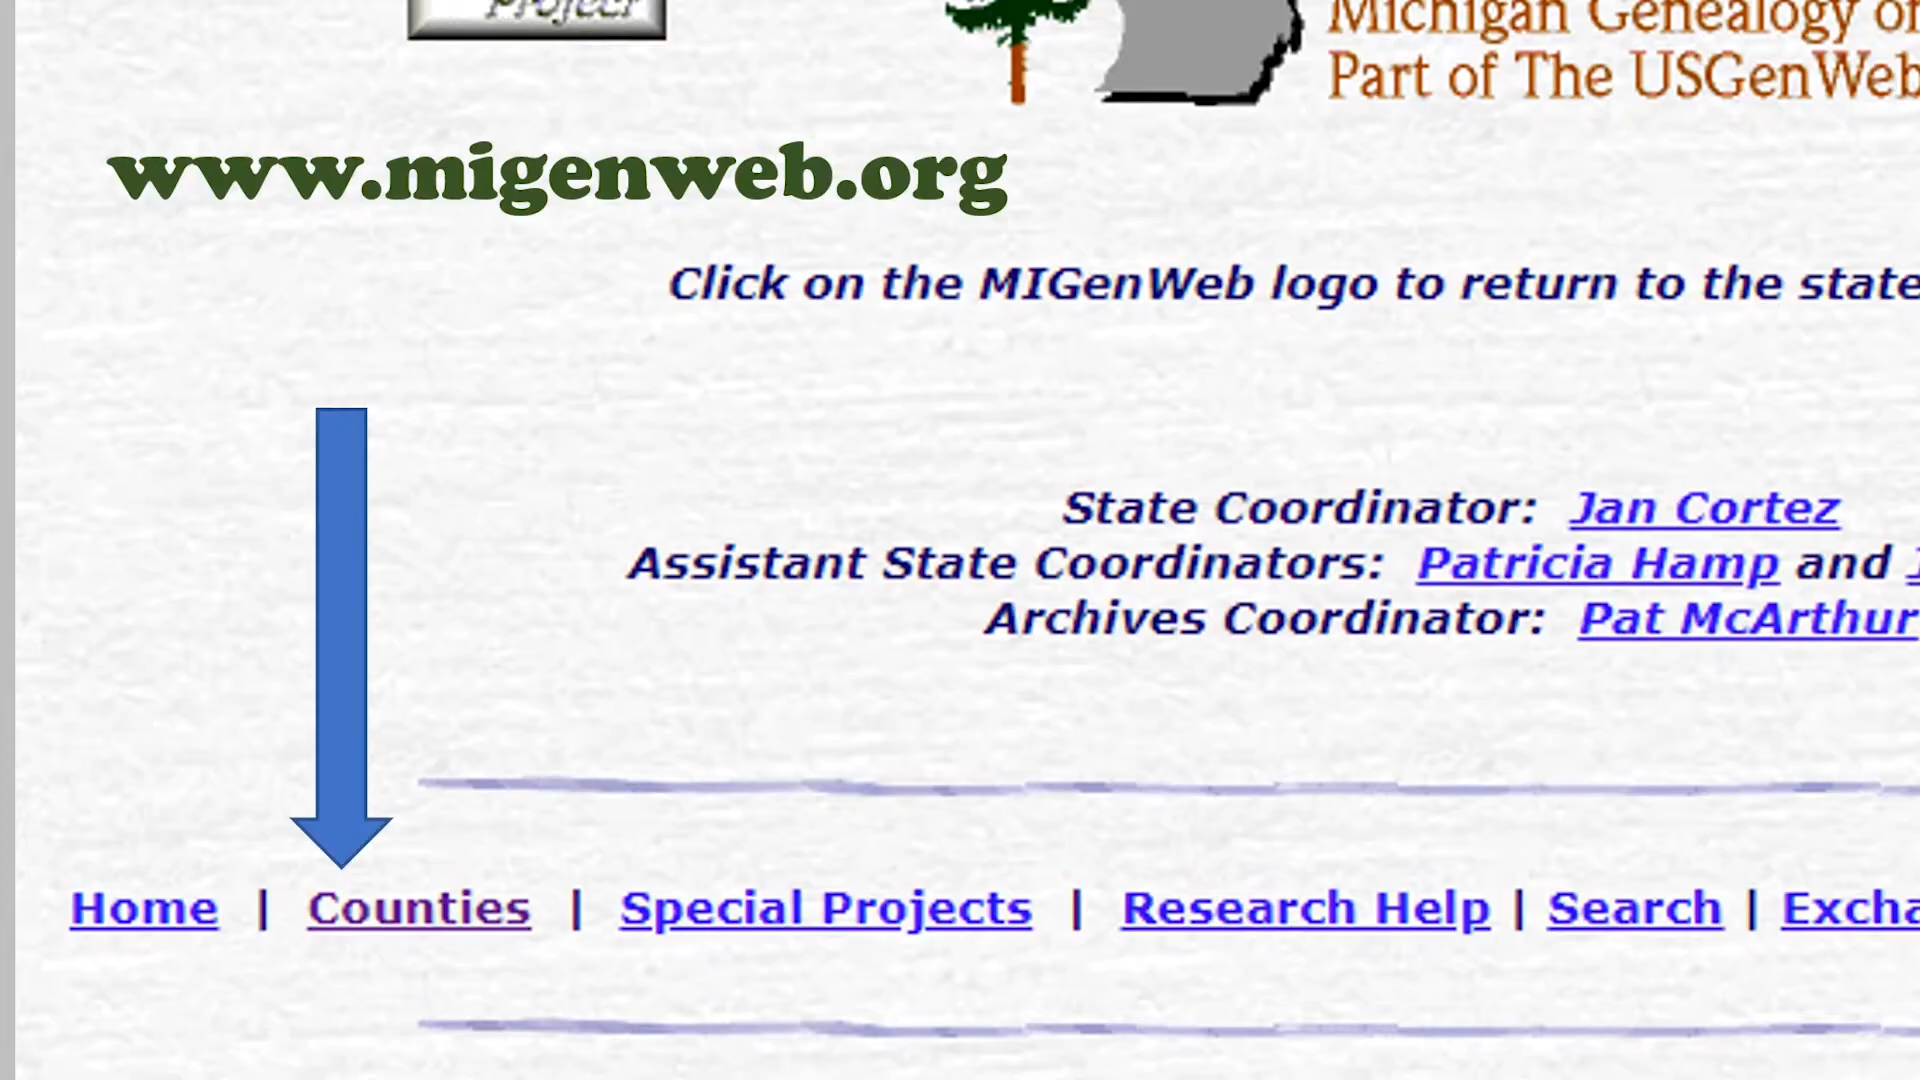 Project
Michigan Genealogy
Part of The USGenWeb
www.migenweb.org
Click on the MIGenWeb logo to return to the state
State Coordinator: Jan Cortez
Assistant State Coordinators: Patricia Hamp and
Archives Coordinator: Pat McArthur
Home | Counties | Special Projects | Research Help | Search |